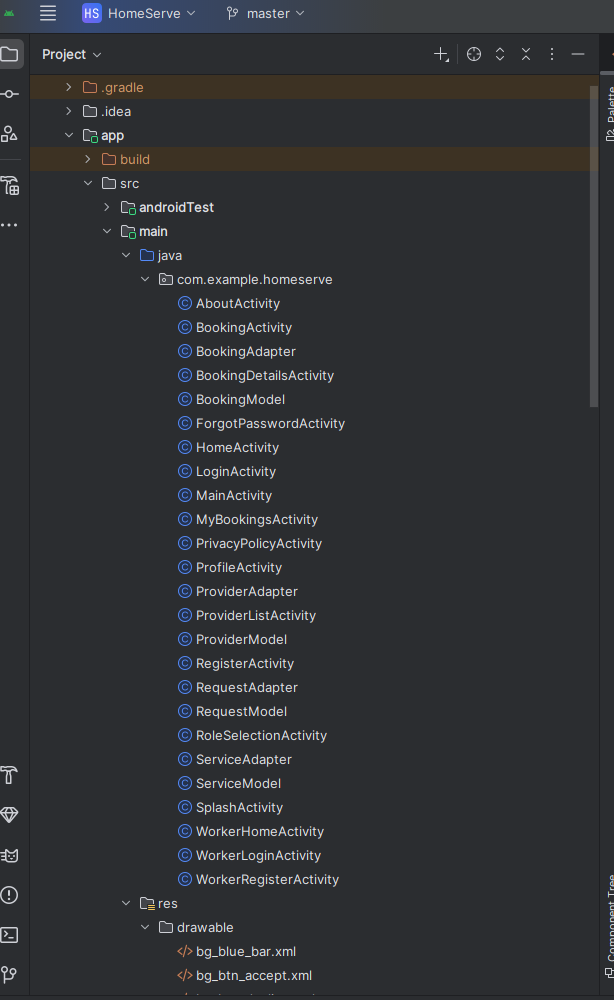 HS HomeServe master
Project
.gradle
.idea
app
build
src
androidTest
main
java
com.example.homeserve
AboutActivity
BookingActivity
BookingAdapter
BookingDetailsActivity
BookingModel
ForgotPasswordActivity
HomeActivity
LoginActivity
MainActivity
MyBookingsActivity
PrivacyPolicyActivity
ProfileActivity
ProviderAdapter
ProviderListActivity
ProviderModel
RegisterActivity
RequestAdapter
RequestModel
RoleSelectionActivity
ServiceAdapter
ServiceModel
SplashActivity
WorkerHomeActivity
WorkerLoginActivity
WorkerRegisterActivity
res
drawable
bg_blue_bar.xml
bg_btn_accept.xml
Palette
Component Tree